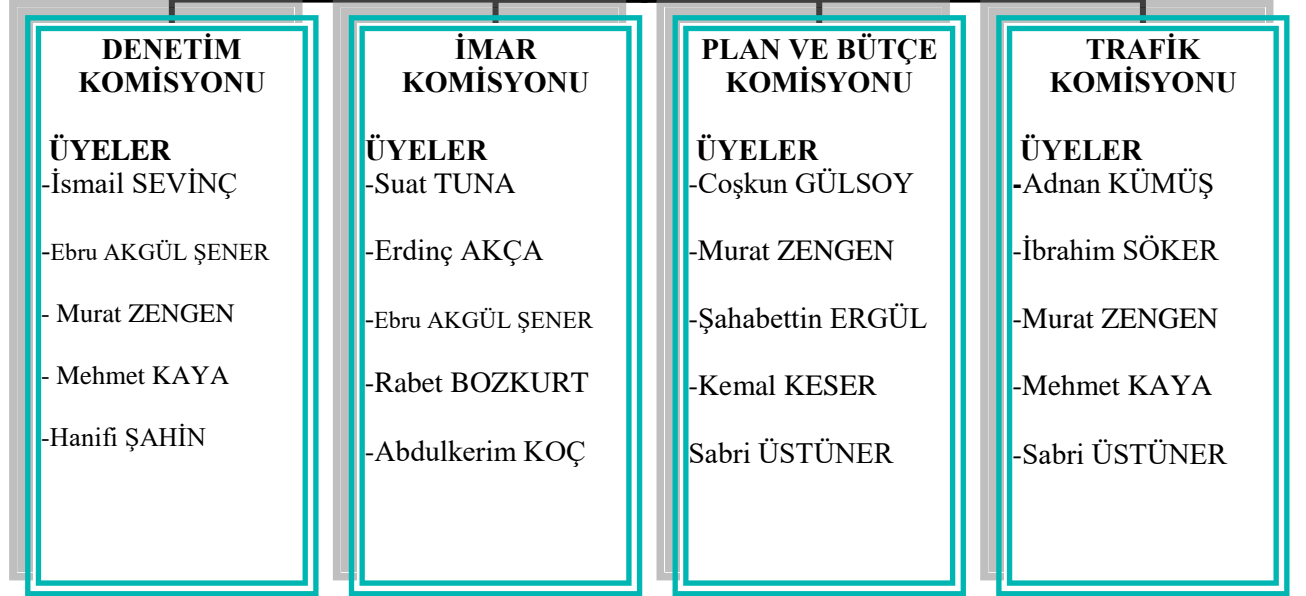 DENETİM
KOMİSYONU
ÜYELER
-İsmail SEVİNÇ
-Ebru AKGÜL ŞENER
- Murat ZENGEN
- Mehmet KAYA
-Hanifi ŞAHİN
İMAR
KOMİSYONU
ÜYELER
-Suat TUNA
-Erdinç AKÇA
-Ebru AKGÜL ŞENER
-Rabet BOZKURT
-Abdulkerim KOÇ
PLAN VE BÜTÇE
KOMİSYONU
ÜYELER
-Coşkun GÜLSOY
-Murat ZENGEN
-Şahabettin ERGÜL
-Kemal KESER
Sabri ÜSTÜNER
TRAFİK
KOMİSYONU
ÜYELER
-Adnan KÜMÜŞ
-İbrahim SÖKER
-Murat ZENGEN
-Mehmet KAYA
-Sabri ÜSTÜNER